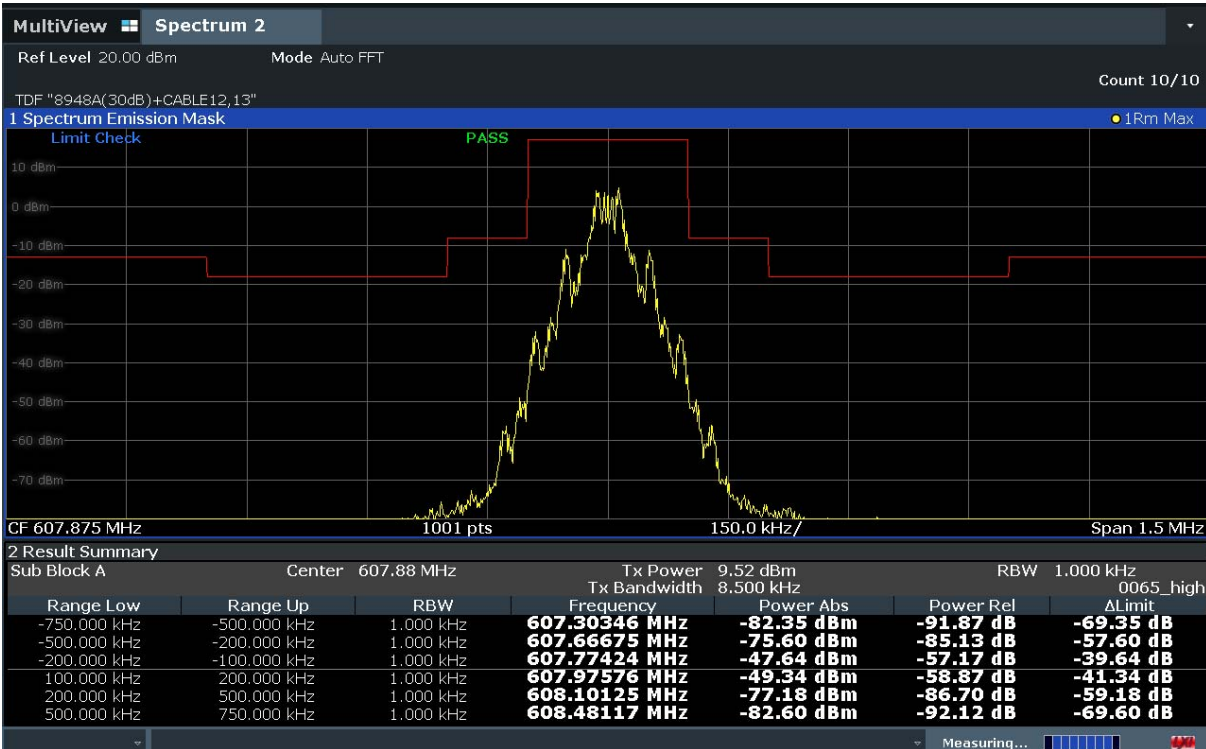 MultiView Spectrum 2
Ref Level 20.00 dBm Mode Auto FFT
Count 10/10
TDF "8948A(30dB)+CABLE12,13"
1 Spectrum Emission Mask 1Rm Max
Limit Check PASS
10 dBm
0 dBm
-10 dBm
-20 dBm
-30 dBm
-40 dBm
-50 dBm
-60 dBm
-70 dBm
CF 607.875 MHz 1001 pts 150.0 kHz/ Span 1.5 MHz
2 Result Summary
Sub Block A Center 607.88 MHz Tx Power 9.52 dBm RBW 1.000 kHz
Tx Bandwidth 8.500 kHz 0065_high
Range Low Range Up RBW Frequency Power Abs Power Rel ΔLimit
-750.000 kHz -500.000 kHz 1.000 kHz 607.30346 MHz -82.35 dBm -91.87 dB -69.35 dB
-500.000 kHz -200.000 kHz 1.000 kHz 607.66675 MHz -75.60 dBm -85.13 dB -57.60 dB
-200.000 kHz -100.000 kHz 1.000 kHz 607.77424 MHz -47.64 dBm -57.17 dB -39.64 dB
100.000 kHz 200.000 kHz 1.000 kHz 607.97576 MHz -49.34 dBm -58.87 dB -41.34 dB
200.000 kHz 500.000 kHz 1.000 kHz 608.10125 MHz -77.18 dBm -86.70 dB -59.18 dB
500.000 kHz 750.000 kHz 1.000 kHz 608.48117 MHz -82.60 dBm -92.12 dB -69.60 dB
Measuring...